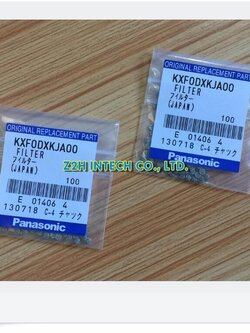 ORIGINAL REPLACEMENT PART
KXF0DXKJA00
FILTER
フィルター
(JAPAN)
100
E 01406 4
130718 C-4 チャック
Panasonic
ORIGINAL REPLACEMENT PART
KXF0DXKJA00
FILTER
フィルター
(JAPAN)
100
E 01406 4
130718 C-4 チャック
Panasonic
Z2HJ INTECH CO., LTD.